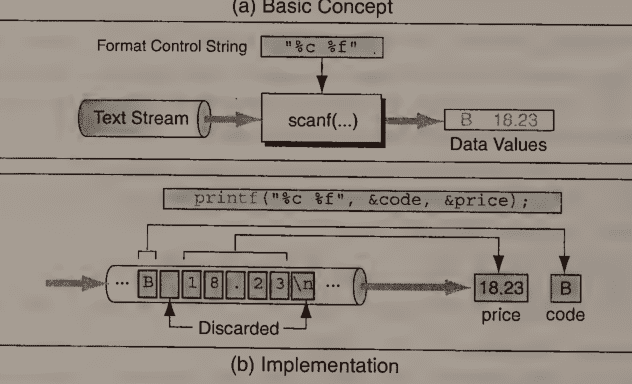 (a) Basic Concept
Format Control String "%c %f"
Text Stream scanf(...) B 18.23
Data Values
printf("%c %f", &code, &price);
... B 1 8 . 2 3 \n ... 18.23 B
price code
Discarded
(b) Implementation